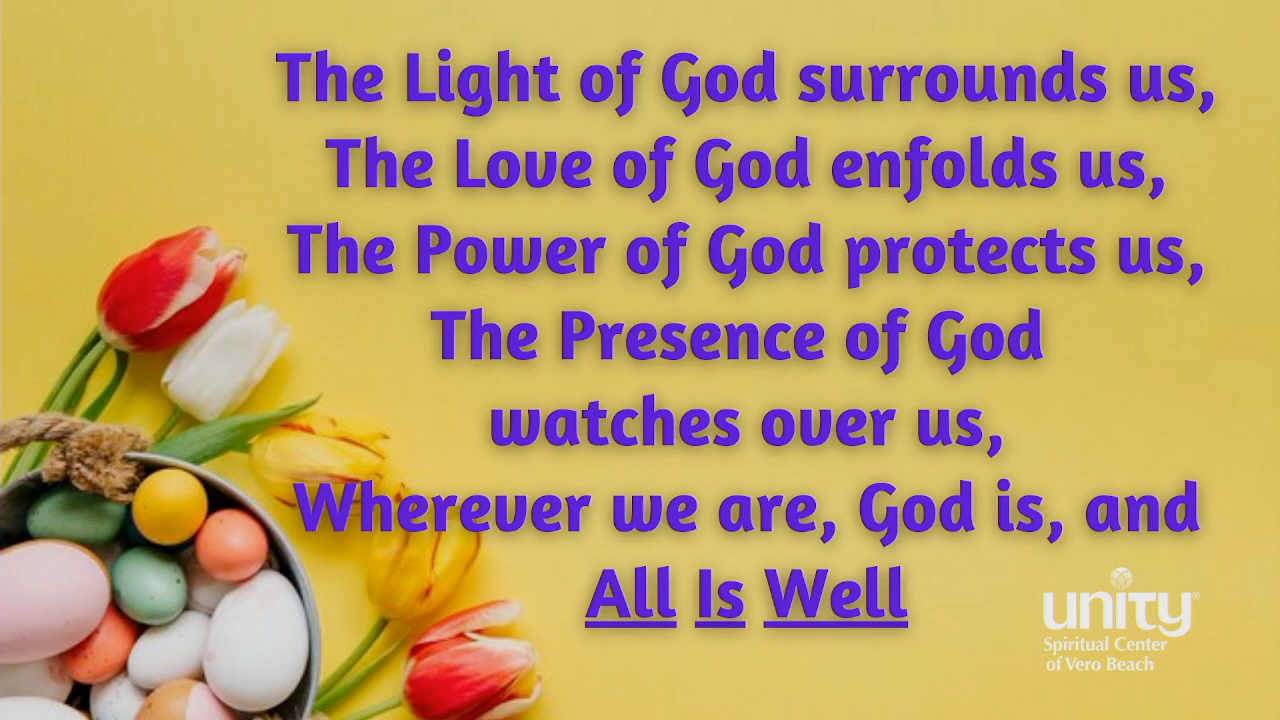 The Light of God surrounds us,
The Love of God enfolds us,
The Power of God protects us,
The Presence of God
watches over us,
Wherever we are, God is, and
All Is Well
unity®
Spiritual Center
of Vero Beach